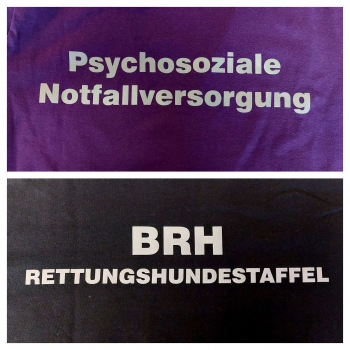 Psychosoziale
Notfallversorgung
BRH
RETTUNGSHUNDESTAFFEL